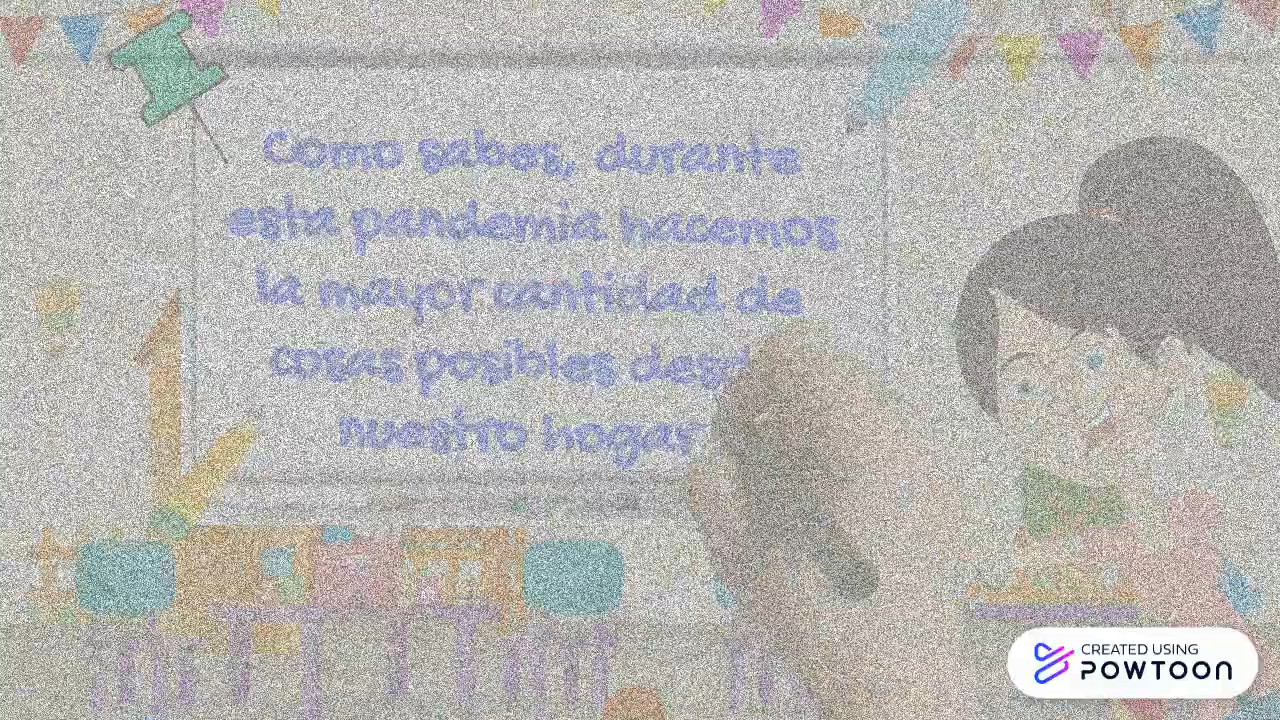 Como sabes, durante
esta pandemia hacemos
la mayor cantidad de
cosas posibles
nuestro hogar
CREATED USING
POWTOON